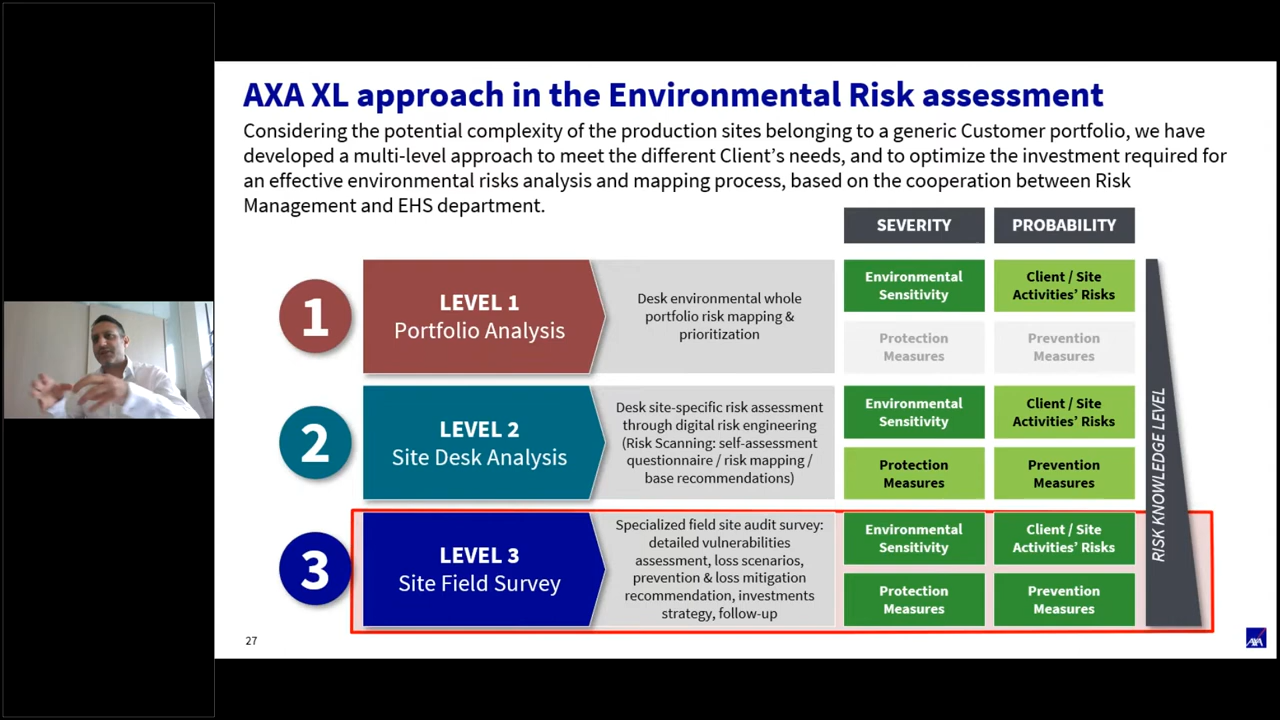 AXA XL approach in the Environmental Risk assessment
Considering the potential complexity of the production sites belonging to a generic Customer portfolio, we have
developed a multi-level approach to meet the different Client's needs, and to optimize the investment required for
an effective environmental risks analysis and mapping process, based on the cooperation between Risk
Management and EHS department.
SEVERITY
PROBABILITY
1
LEVEL 1
Portfolio Analysis
Desk environmental whole
portfolio risk mapping &
prioritization
Environmental
Sensitivity
Client / Site
Activities' Risks
Protection
Measures
Prevention
Measures
2
LEVEL 2
Site Desk Analysis
Desk site-specific risk assessment
through digital risk engineering
(Risk Scanning: self-assessment
questionnaire / risk mapping /
base recommendations)
Environmental
Sensitivity
Client / Site
Activities' Risks
Protection
Measures
Prevention
Measures
3
LEVEL 3
Site Field Survey
Specialized field site audit survey:
detailed vulnerabilities
assessment, loss scenarios,
prevention & loss mitigation
recommendation, investments
strategy, follow-up
Environmental
Sensitivity
Client / Site
Activities' Risks
Protection
Measures
Prevention
Measures
RISK KNOWLEDGE LEVEL
27
AXA